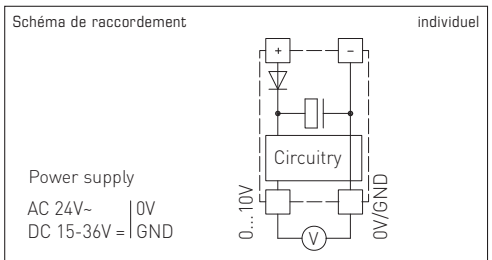 Schéma de raccordement
individuel
+
−
Circuitry
Power supply
AC 24V~ 0V
DC 15-36V = GND
0...10V
0V/GND
V